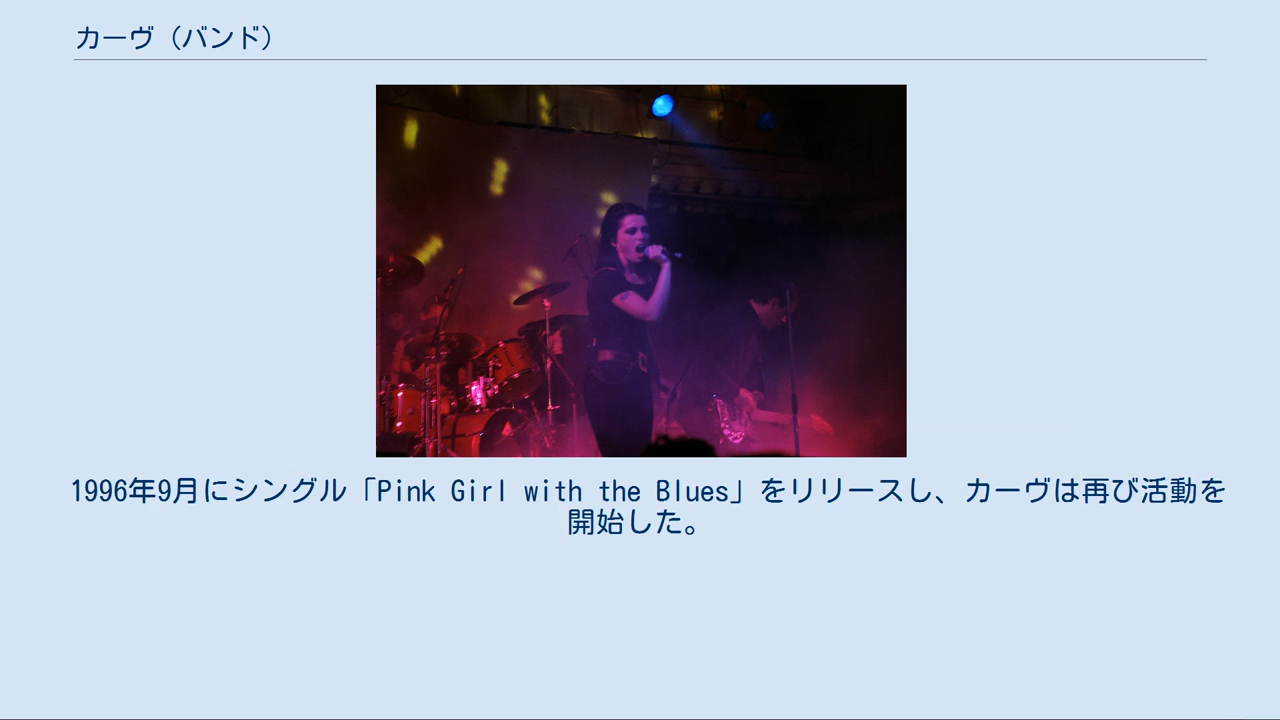 カーヴ（バンド）
1996年9月にシングル「Pink Girl with the Blues」をリリースし、カーヴは再び活動を
開始した。